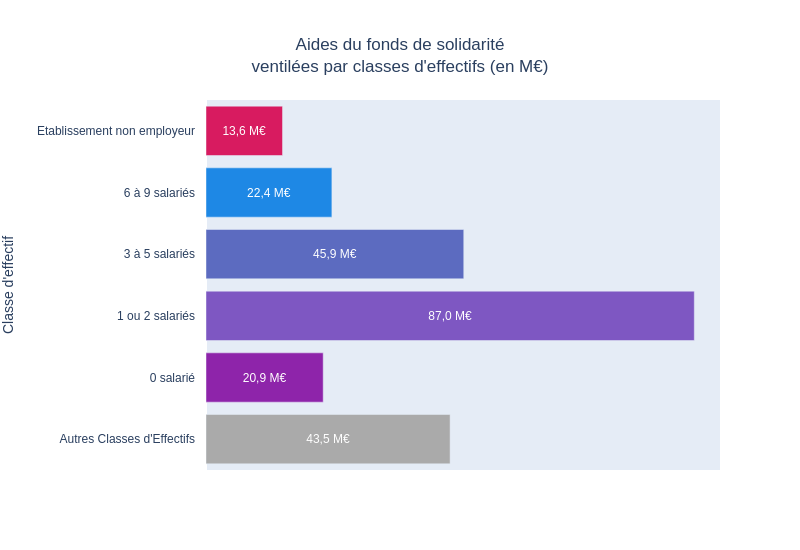 Aides du fonds de solidarité
ventilées par classes d'effectifs (en M€)
Classe d'effectif
Etablissement non employeur
13,6 M€
6 à 9 salariés
22,4 M€
3 à 5 salariés
45,9 M€
1 ou 2 salariés
87,0 M€
0 salarié
20,9 M€
Autres Classes d'Effectifs
43,5 M€